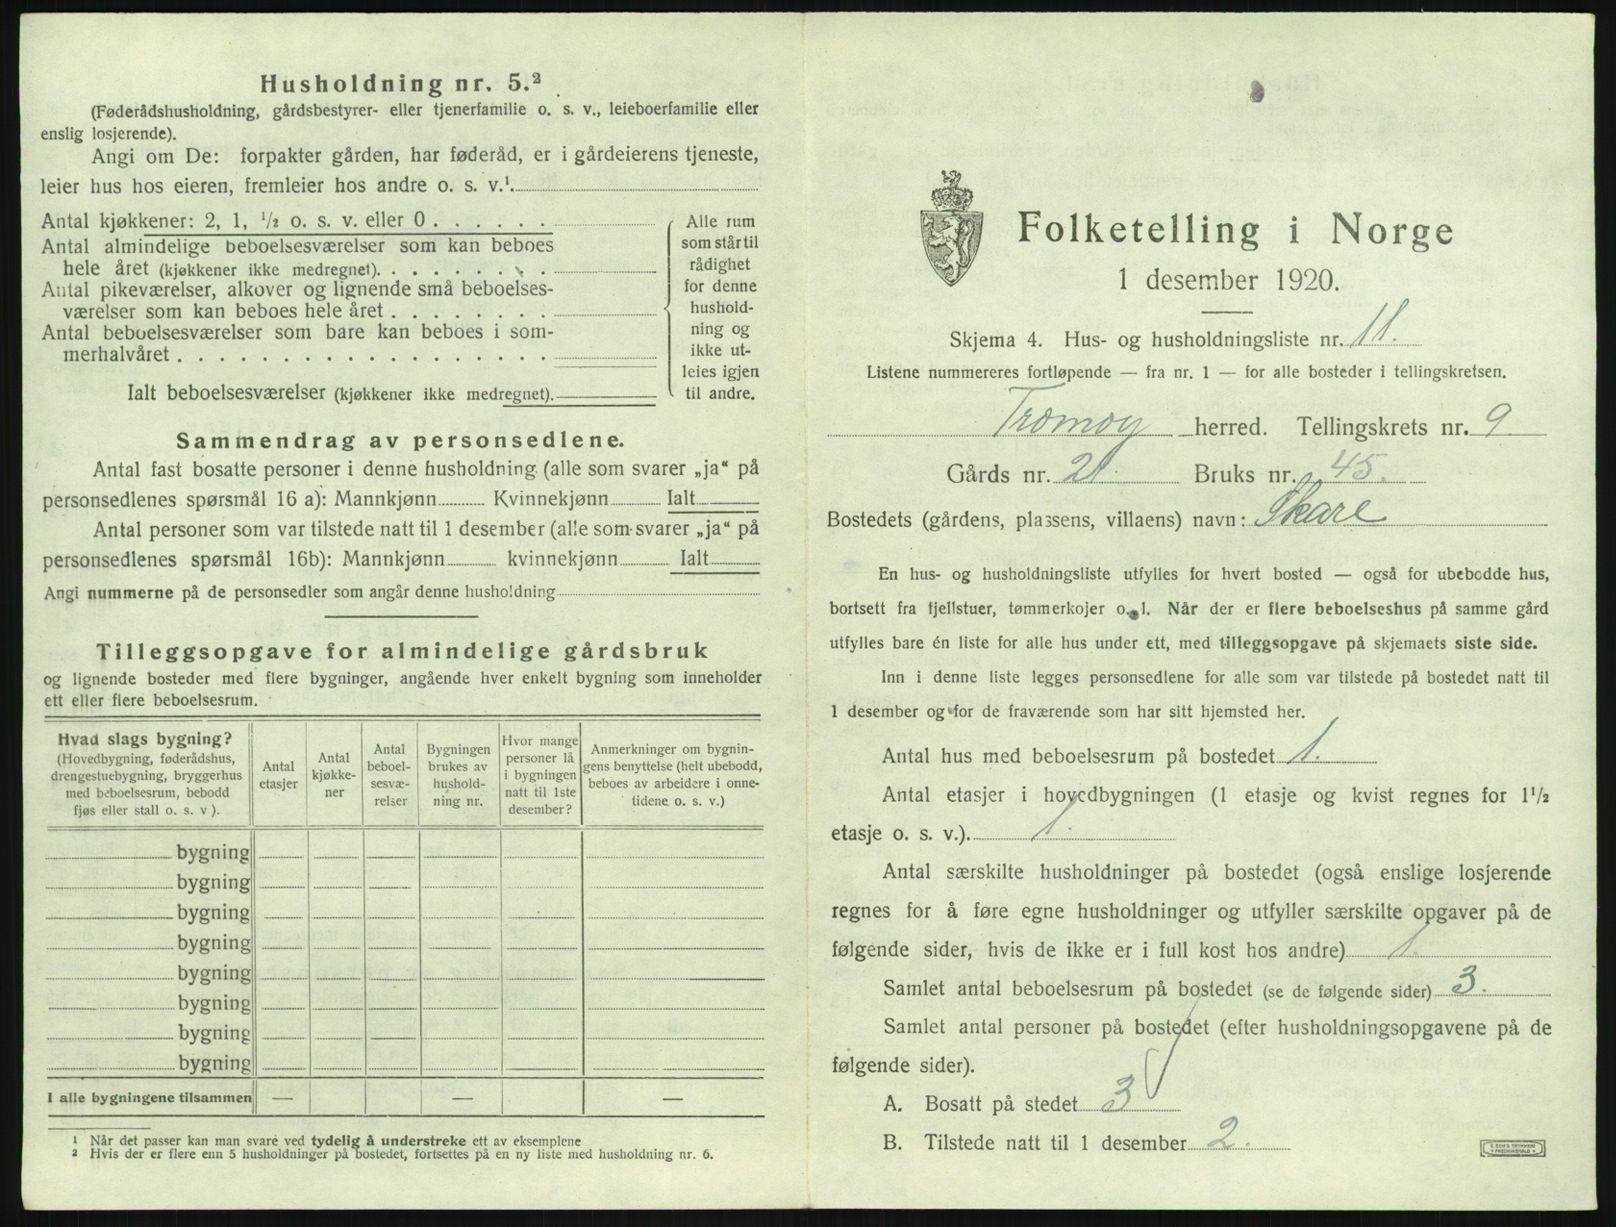 Husholdning nr. 5.²
(Føderådshusholdning, gårdsbestyrer- eller tjenerfamilie o. s. v., leieboerfamilie eller
enslig losjerende).
Angi om De: forpakter gården, har føderåd, er i gårdeierens tjeneste,
leier hus hos eieren, fremleier hos andre o. s. v.¹
Antal kjøkkener: 2, 1, ½ o. s. v. eller 0 . . . . . .
Antal almindelige beboelsesværelser som kan beboes
hele året (kjøkkener ikke medregnet). . . . . . . .
Antal pikeværelser, alkover og lignende små beboelses-
værelser som kan beboes hele året . . . . . . . .
Antal beboelsesværelser som bare kan beboes i som-
merhalvåret . . . . . . . . . . . . . . . . . .
Ialt beboelsesværelser (kjøkkener ikke medregnet).
Alle rum
som står til
rådighet
for denne
hushold-
ning og
ikke ut-
leies igjen
til andre.
Sammendrag av personsedlene.
Antal fast bosatte personer i denne husholdning (alle som svarer „ja“ på
personsedlenes spørsmål 16 a): Mannkjønn Kvinnekjønn Ialt
Antal personer som var tilstede natt til 1 desember (alle som svarer „ja“ på
personsedlenes spørsmål 16b): Mannkjønn kvinnekjønn Ialt
Angi nummerne på de personsedler som angår denne husholdning
Tilleggsopgave for almindelige gårdsbruk
og lignende bosteder med flere bygninger, angående hver enkelt bygning som inneholder
ett eller flere beboelsesrum.
Hvad slags bygning?
(Hovedbygning, føderådshus,
drengestuebygning, bryggerhus
med beboelsesrum, bebodd
fjøs eller stall o. s. v ).
Antal
etasjer
Antal
kjøkke-
ner
Antal
beboel-
sesvæ-
relser
Bygningen
brukes av
hushold-
ning nr.
Hvor mange
personer lå
i bygningen
natt til 1ste
desember?
Anmerkninger om bygnin-
gens benyttelse (helt ubebodd,
beboes av arbeidere i onne-
tidene o. s. v.)
bygning
bygning
bygning
bygning
bygning
bygning
bygning
bygning
I alle bygningene tilsammen — — —
¹ Når det passer kan man svare ved tydelig å understreke ett av eksemplene
² Hvis der er flere enn 5 husholdninger på bostedet, fortsettes på en ny liste med husholdning nr. 6.
Folketelling i Norge
1 desember 1920.
Skjema 4. Hus- og husholdningsliste nr. 11.
Listene nummereres fortløpende — fra nr. 1 — for alle bosteder i tellingskretsen.
Tromøy herred. Tellingskrets nr. 9.
Gårds nr. 21. Bruks nr. 45.
Bostedets (gårdens, plassens, villaens) navn: Skare
En hus- og husholdningsliste utfylles for hvert bosted — også for ubebodde hus,
bortsett fra fjellstuer, tømmerkojer o. l. Når der er flere beboelseshus på samme gård
utfylles bare én liste for alle hus under ett, med tilleggsopgave på skjemaets siste side.
Inn i denne liste legges personsedlene for alle som var tilstede på bostedet natt til
1 desember og for de fraværende som har sitt hjemsted her.
Antal hus med beboelsesrum på bostedet 1.
Antal etasjer i hovedbygningen (1 etasje og kvist regnes for 1½
etasje o. s. v.). 1.
Antal særskilte husholdninger på bostedet (også enslige losjerende
regnes for å føre egne husholdninger og utfyller særskilte opgaver på de
følgende sider, hvis de ikke er i full kost hos andre) 1.
Samlet antal beboelsesrum på bostedet (se de følgende sider) 3.
Samlet antal personer på bostedet (efter husholdningsopgavene på de
følgende sider).
A. Bosatt på stedet 3
B. Tilstede natt til 1 desember 2.